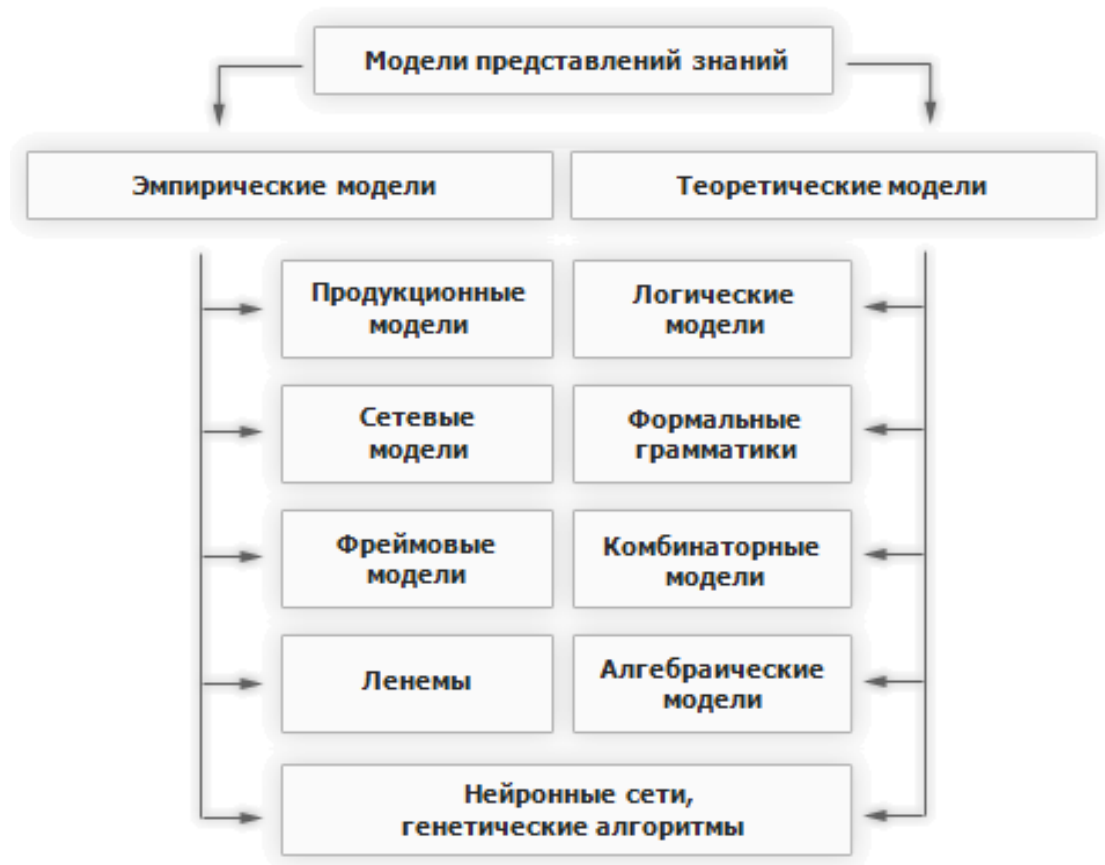 Модели представлений знаний
Эмпирические модели
Теоретические модели
Продукционные
модели
Логические
модели
Сетевые
модели
Формальные
грамматики
Фреймовые
модели
Комбинаторные
модели
Ленемы
Алгебраические
модели
Нейронные сети,
генетические алгоритмы